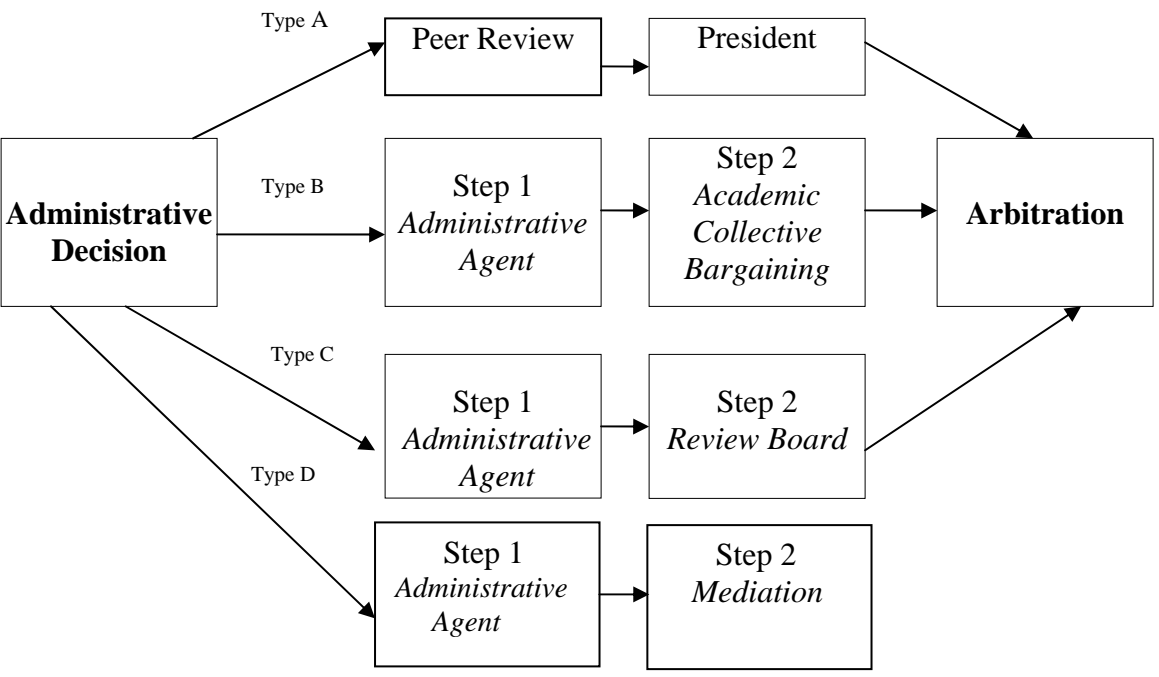 Type A
Peer Review
President
Administrative
Decision
Type B
Step 1
Administrative
Agent
Step 2
Academic
Collective
Bargaining
Arbitration
Type C
Step 1
Administrative
Agent
Step 2
Review Board
Type D
Step 1
Administrative
Agent
Step 2
Mediation